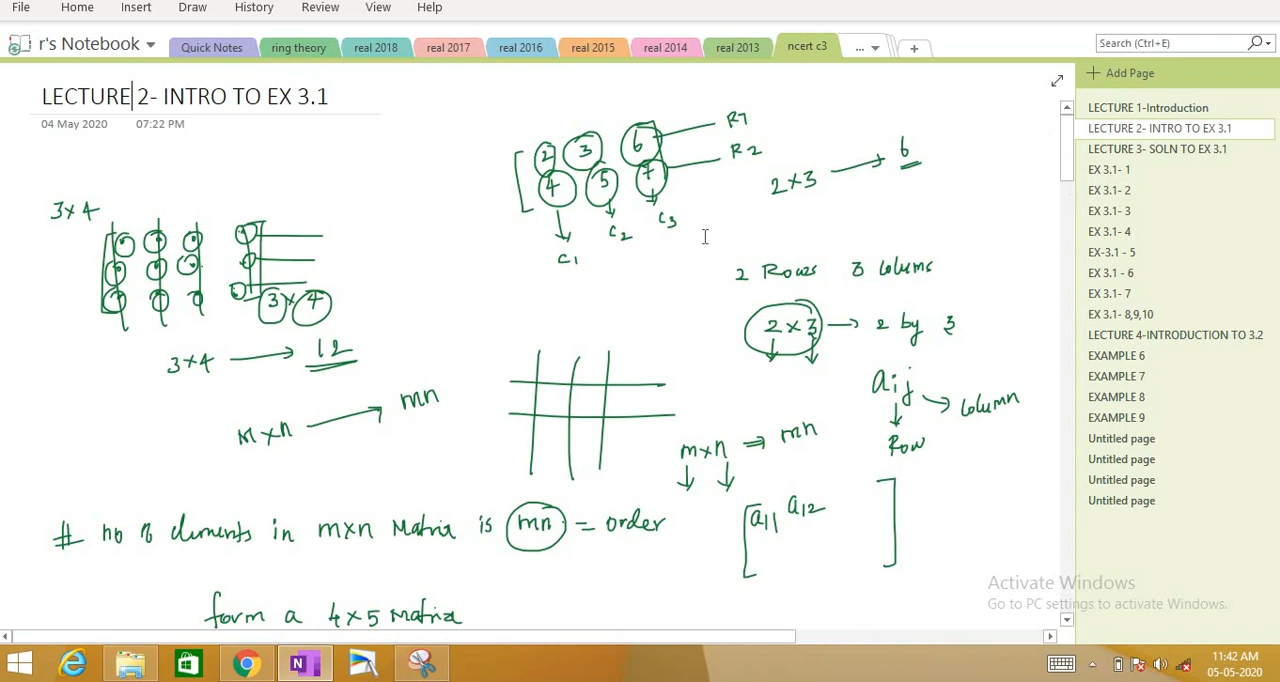 File Home Insert Draw History Review View Help
r's Notebook Quick Notes ring theory real 2018 real 2017 real 2016 real 2015 real 2014 real 2013 ncert c3 ... + Search (Ctrl+E)
LECTURE 2- INTRO TO EX 3.1
04 May 2020 07:22 PM
2 3 6 R1
4 5 7 R2
C1 C2 C3
2×3 → 6
3×4
3×4
3×4 → 12
m×n → mn
2 Rows 3 Colums
2×3 → 2 by 3
aij → Column
Row
m×n ⇒ mn
a11 a12
# no of elements in m×n Matrix is mn = order
form a 4×5 Matrix
Add Page
LECTURE 1-Introduction
LECTURE 2- INTRO TO EX 3.1
LECTURE 3- SOLN TO EX 3.1
EX 3.1- 1
EX 3.1- 2
EX 3.1- 3
EX 3.1- 4
EX-3.1 - 5
EX 3.1 - 6
EX 3.1- 7
EX 3.1- 8,9,10
LECTURE 4-INTRODUCTION TO 3.2
EXAMPLE 6
EXAMPLE 7
EXAMPLE 8
EXAMPLE 9
Untitled page
Untitled page
Untitled page
Untitled page
Activate Windows
Go to PC settings to activate Windows.
11:42 AM
05-05-2020